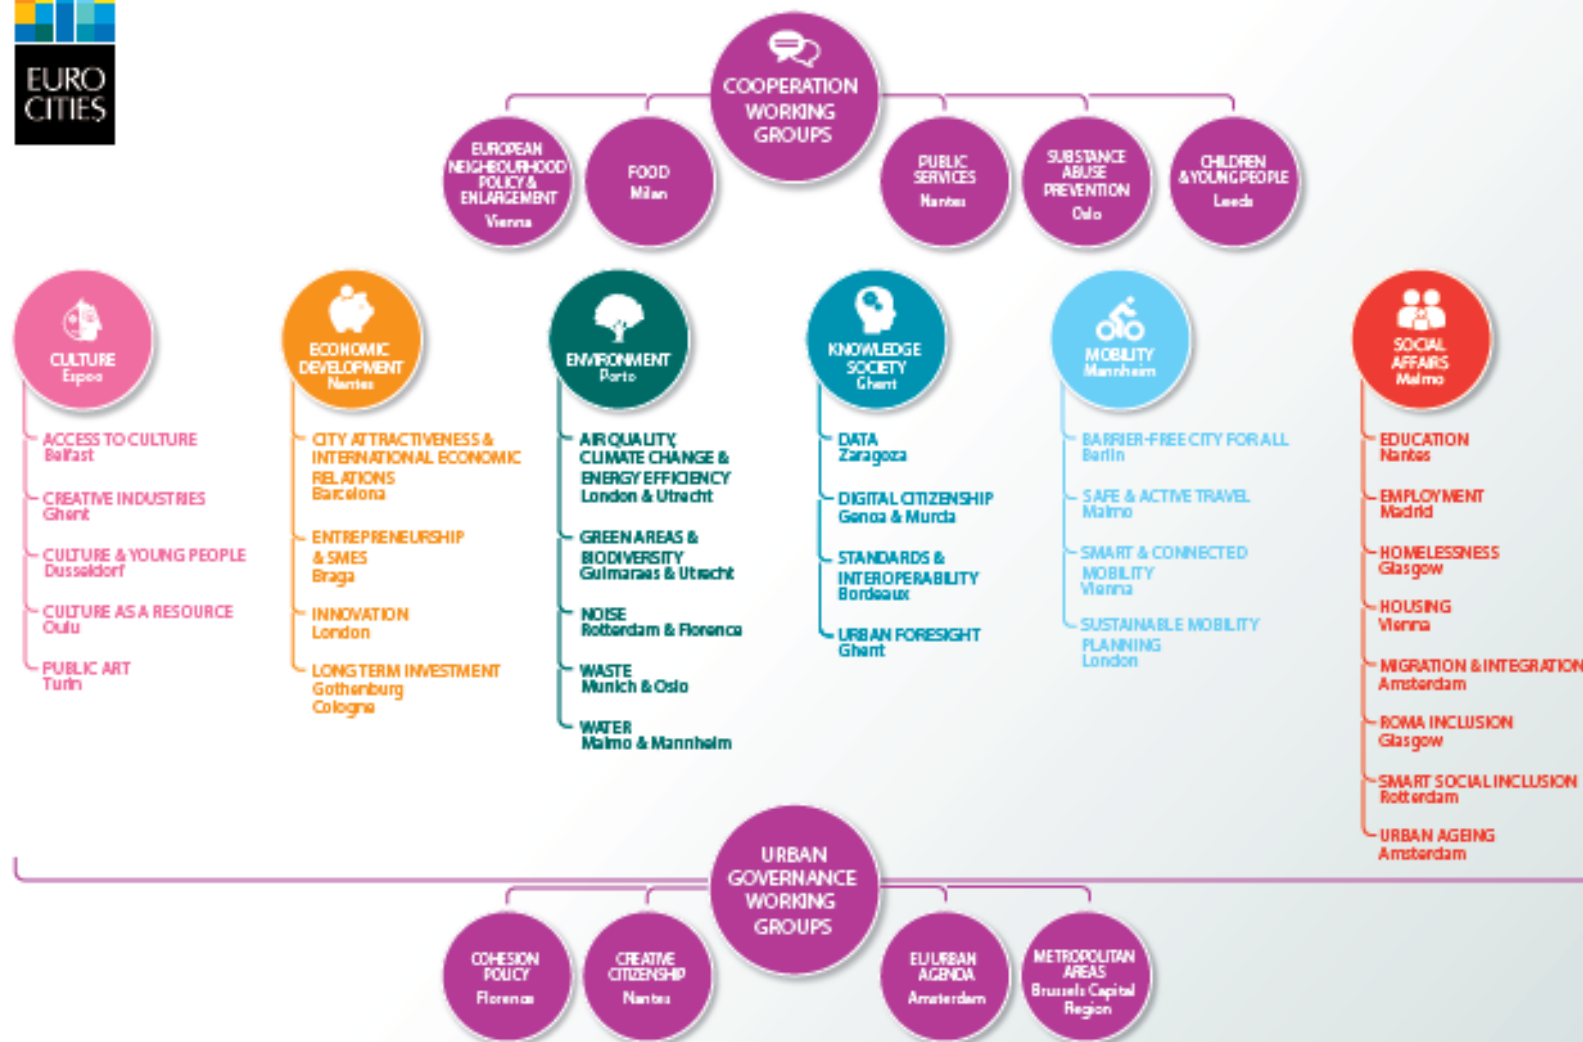 EURO
CITIES
COOPERATION
WORKING
GROUPS
EUROPEAN
NEIGHBOURHOOD
POLICY &
ENLARGEMENT
Vienna
FOOD
Milan
PUBLIC
SERVICES
Nantes
SUBSTANCE
ABUSE
PREVENTION
Oslo
CHILDREN
& YOUNG PEOPLE
Leeds
CULTURE
Espoo
ACCESS TO CULTURE
Belfast
CREATIVE INDUSTRIES
Ghent
CULTURE & YOUNG PEOPLE
Dusseldorf
CULTURE AS A RESOURCE
Oulu
PUBLIC ART
Turin
ECONOMIC
DEVELOPMENT
Nantes
CITY ATTRACTIVENESS &
INTERNATIONAL ECONOMIC
RELATIONS
Barcelona
ENTREPRENEURSHIP
& SMES
Braga
INNOVATION
London
LONG TERM INVESTMENT
Gothenburg
Cologne
ENVIRONMENT
Porto
AIR QUALITY,
CLIMATE CHANGE &
ENERGY EFFICIENCY
London & Utrecht
GREEN AREAS &
BIODIVERSITY
Guimaraes & Utrecht
NOISE
Rotterdam & Florence
WASTE
Munich & Oslo
WATER
Malmo & Mannheim
KNOWLEDGE
SOCIETY
Ghent
DATA
Zaragoza
DIGITAL CITIZENSHIP
Genoa & Murcia
STANDARDS &
INTEROPERABILITY
Bordeaux
URBAN FORESIGHT
Ghent
MOBILITY
Mannheim
BARRIER-FREE CITY FOR ALL
Berlin
SAFE & ACTIVE TRAVEL
Malmo
SMART & CONNECTED
MOBILITY
Vienna
SUSTAINABLE MOBILITY
PLANNING
London
SOCIAL
AFFAIRS
Malmo
EDUCATION
Nantes
EMPLOYMENT
Madrid
HOMELESSNESS
Glasgow
HOUSING
Vienna
MIGRATION & INTEGRATION
Amsterdam
ROMA INCLUSION
Glasgow
SMART SOCIAL INCLUSION
Rotterdam
URBAN AGEING
Amsterdam
URBAN
GOVERNANCE
WORKING
GROUPS
COHESION
POLICY
Florence
CREATIVE
CITIZENSHIP
Nantes
EU URBAN
AGENDA
Amsterdam
METROPOLITAN
AREAS
Brussels Capital
Region